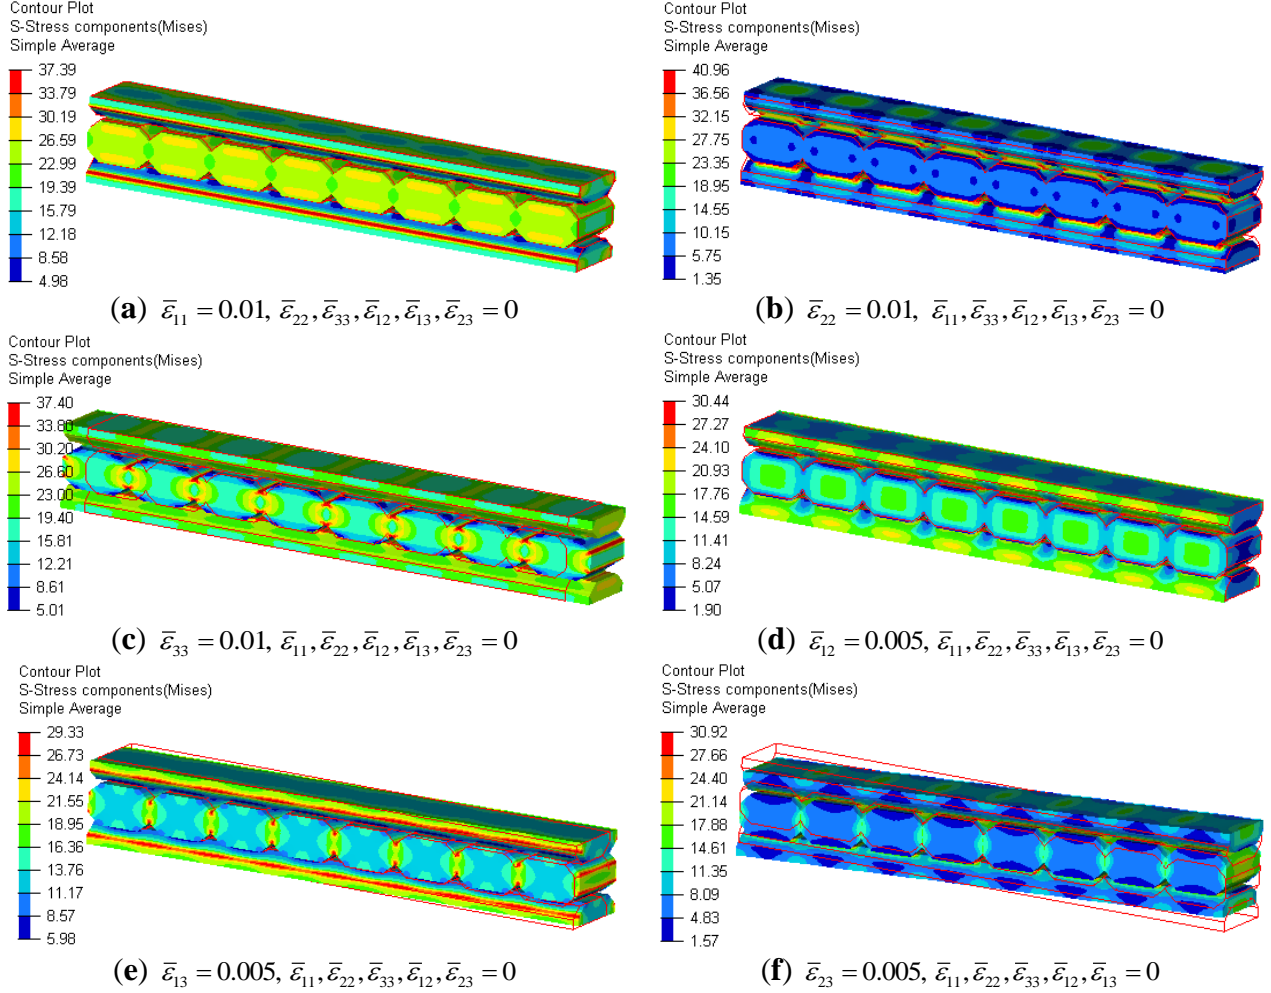 Contour Plot
S-Stress components(Mises)
Simple Average
37.39
33.79
30.19
26.59
22.99
19.39
15.79
12.18
8.58
4.98
(a) ε̅₁₁ = 0.01, ε̅₂₂, ε̅₃₃, ε̅₁₂, ε̅₁₃, ε̅₂₃ = 0
Contour Plot
S-Stress components(Mises)
Simple Average
40.96
36.56
32.15
27.75
23.35
18.95
14.55
10.15
5.75
1.35
(b) ε̅₂₂ = 0.01, ε̅₁₁, ε̅₃₃, ε̅₁₂, ε̅₁₃, ε̅₂₃ = 0
Contour Plot
S-Stress components(Mises)
Simple Average
37.40
33.80
30.20
26.60
23.00
19.40
15.81
12.21
8.61
5.01
(c) ε̅₃₃ = 0.01, ε̅₁₁, ε̅₂₂, ε̅₁₂, ε̅₁₃, ε̅₂₃ = 0
Contour Plot
S-Stress components(Mises)
Simple Average
30.44
27.27
24.10
20.93
17.76
14.59
11.41
8.24
5.07
1.90
(d) ε̅₁₂ = 0.005, ε̅₁₁, ε̅₂₂, ε̅₃₃, ε̅₁₃, ε̅₂₃ = 0
Contour Plot
S-Stress components(Mises)
Simple Average
29.33
26.73
24.14
21.55
18.95
16.36
13.76
11.17
8.57
5.98
(e) ε̅₁₃ = 0.005, ε̅₁₁, ε̅₂₂, ε̅₃₃, ε̅₁₂, ε̅₂₃ = 0
Contour Plot
S-Stress components(Mises)
Simple Average
30.92
27.66
24.40
21.14
17.88
14.61
11.35
8.09
4.83
1.57
(f) ε̅₂₃ = 0.005, ε̅₁₁, ε̅₂₂, ε̅₃₃, ε̅₁₂, ε̅₁₃ = 0